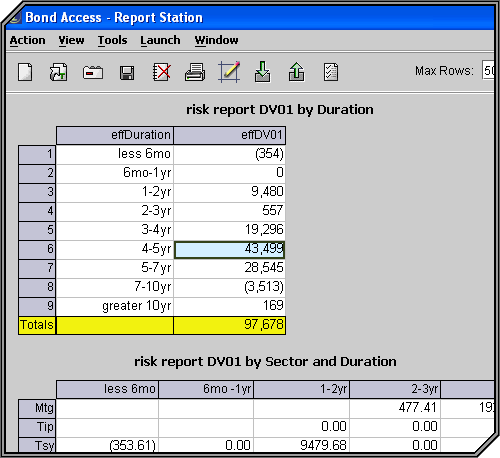 Bond Access - Report Station
Action View Tools Launch Window
Max Rows:
risk report DV01 by Duration
effDuration effDV01
1 less 6mo (354)
2 6mo-1yr 0
3 1-2yr 9,480
4 2-3yr 557
5 3-4yr 19,296
6 4-5yr 43,499
7 5-7yr 28,545
8 7-10yr (3,513)
9 greater 10yr 169
Totals 97,678
risk report DV01 by Sector and Duration
less 6mo 6mo -1yr 1-2yr 2-3yr
Mtg 477.41
Tip 0.00 0.00
Tsy (353.61) 0.00 9479.68 0.00